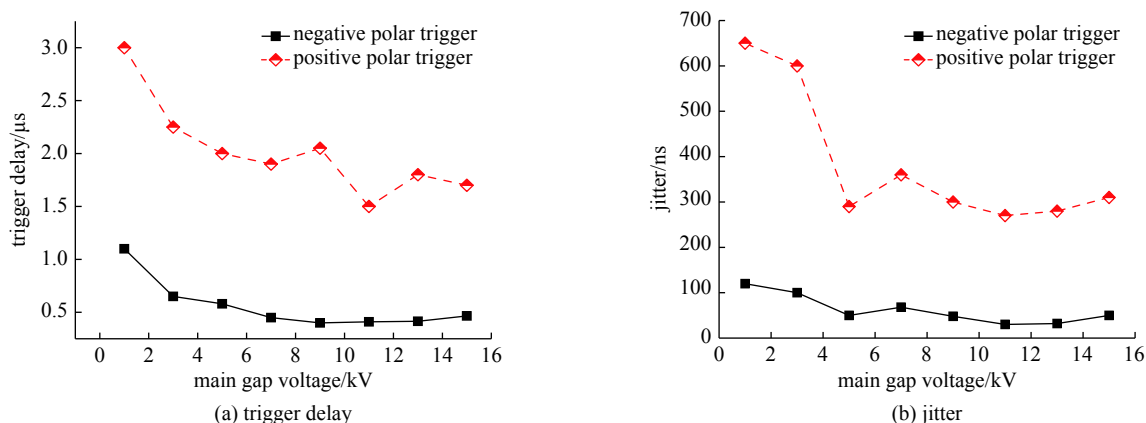 negative polar trigger
positive polar trigger
3.0
2.5
2.0
1.5
1.0
0.5
trigger delay/μs
0 2 4 6 8 10 12 14 16
main gap voltage/kV
(a) trigger delay
negative polar trigger
positive polar trigger
700
600
500
400
300
200
100
0
jitter/ns
0 2 4 6 8 10 12 14 16
main gap voltage/kV
(b) jitter